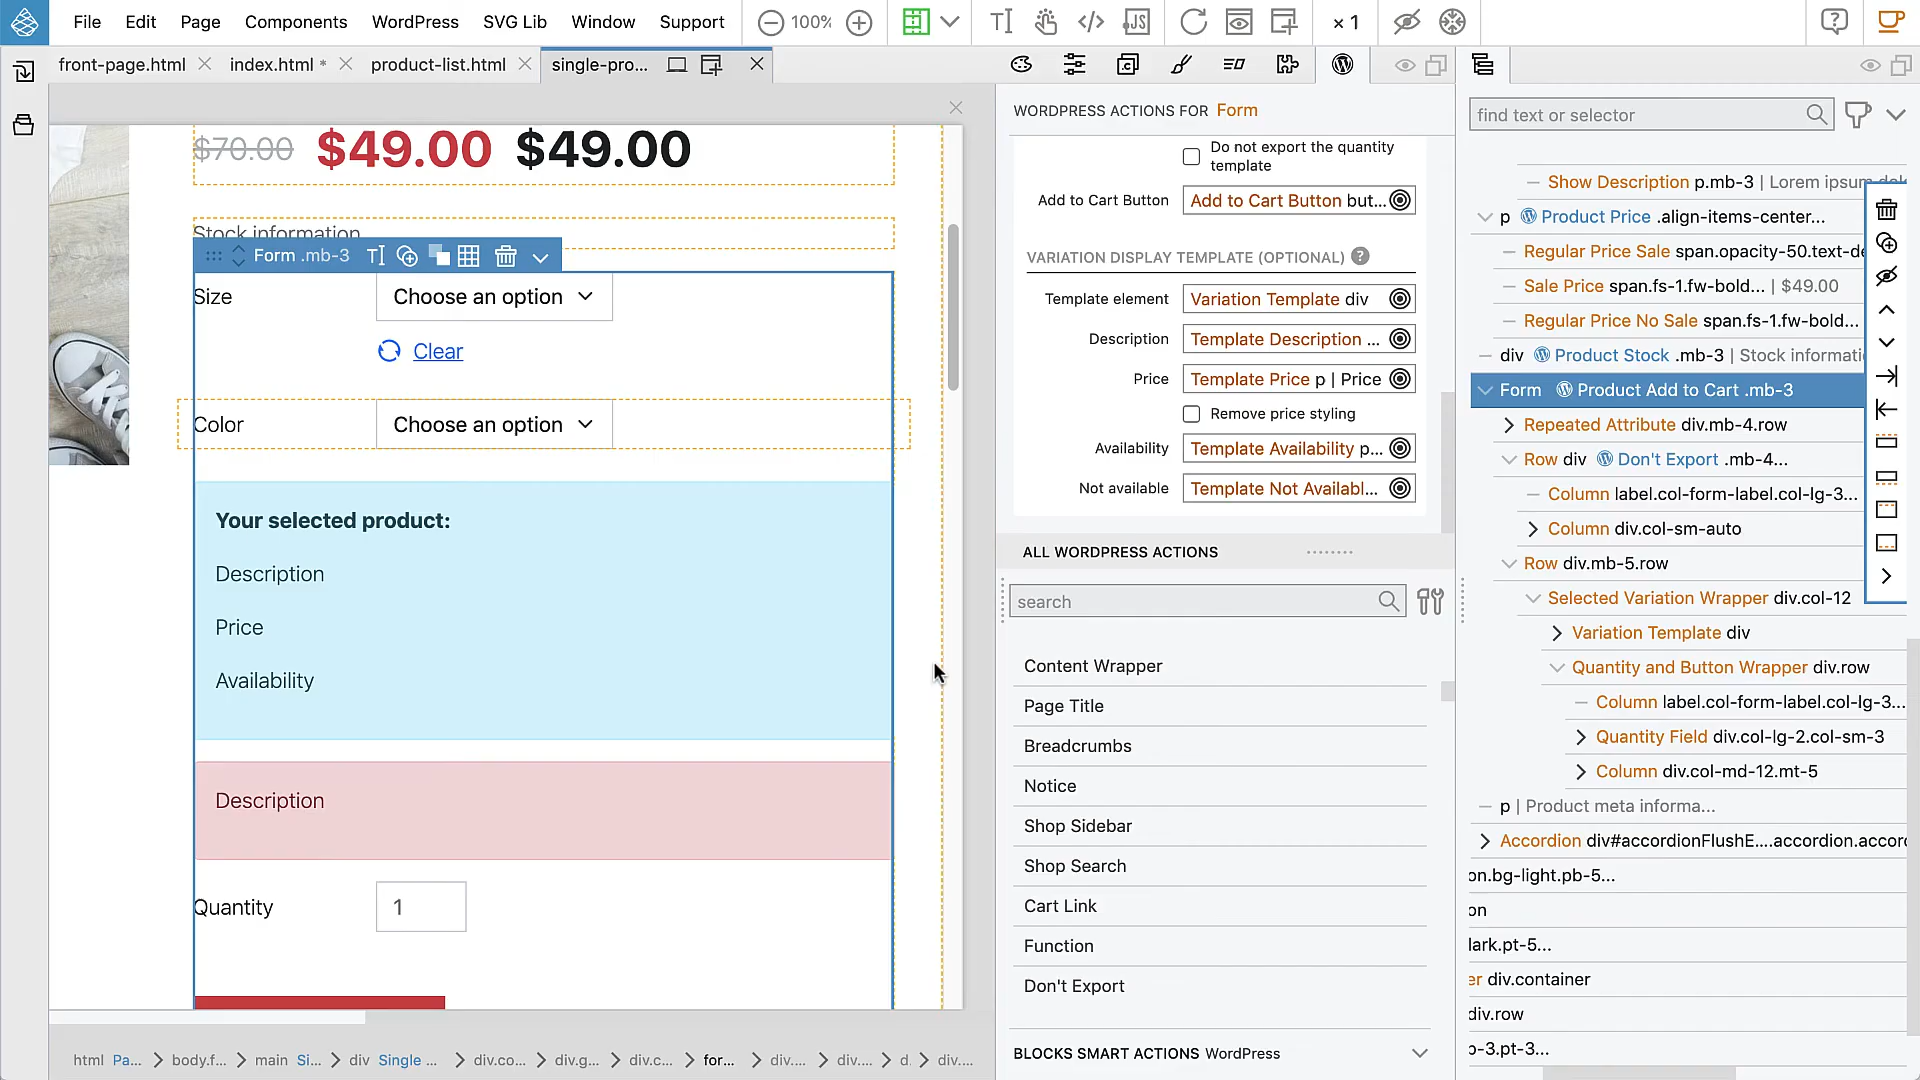 File Edit Page Components WordPress SVG Lib Window Support 100% JS × 1
front-page.html index.html * product-list.html single-pro...
$70.00 $49.00 $49.00
Stock information
Form .mb-3
Size Choose an option
Clear
Color Choose an option
Your selected product:
Description
Price
Availability
Description
Quantity 1
html Pa... body.f... main Si... div Single ... div.co... div.g... div.c... for... div.... div.... d. div....
WORDPRESS ACTIONS FOR Form
Do not export the quantity
template
Add to Cart Button Add to Cart Button but...
VARIATION DISPLAY TEMPLATE (OPTIONAL) ?
Template element Variation Template div
Description Template Description ...
Price Template Price p | Price
Remove price styling
Availability Template Availability p...
Not available Template Not Availabl...
ALL WORDPRESS ACTIONS
search
Content Wrapper
Page Title
Breadcrumbs
Notice
Shop Sidebar
Shop Search
Cart Link
Function
Don't Export
BLOCKS SMART ACTIONS WordPress
find text or selector
Show Description p.mb-3 | Lorem ipsum
p Product Price .align-items-center...
Regular Price Sale span.opacity-50.text-de
Sale Price span.fs-1.fw-bold... | $49.00
Regular Price No Sale span.fs-1.fw-bold...
div Product Stock .mb-3 | Stock informati
Form Product Add to Cart .mb-3
Repeated Attribute div.mb-4.row
Row div Don't Export .mb-4...
Column label.col-form-label.col-lg-3...
Column div.col-sm-auto
Row div.mb-5.row
Selected Variation Wrapper div.col-12
Variation Template div
Quantity and Button Wrapper div.row
Column label.col-form-label.col-lg-3...
Quantity Field div.col-lg-2.col-sm-3
Column div.col-md-12.mt-5
p | Product meta informa...
Accordion div#accordionFlushE....accordion.accor
on.bg-light.pb-5...
on
lark.pt-5...
er div.container
div.row
p-3.pt-3...